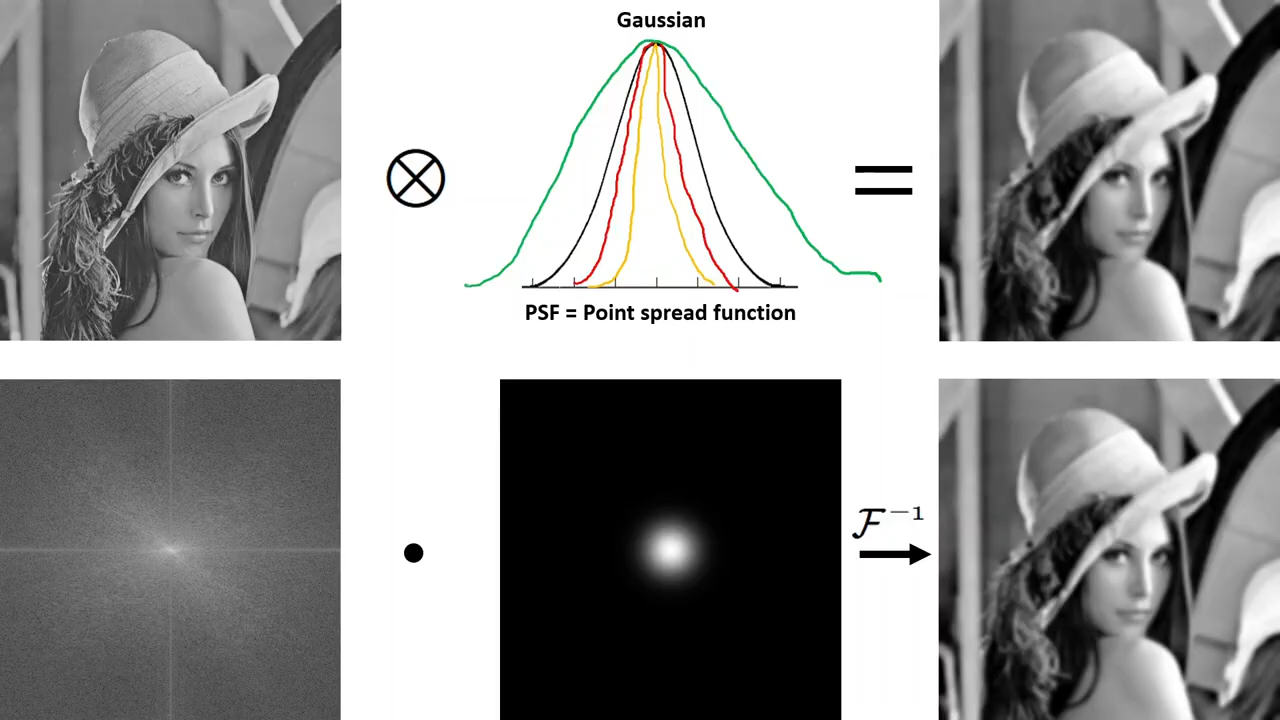 Gaussian
PSF = Point spread function
ℱ⁻¹